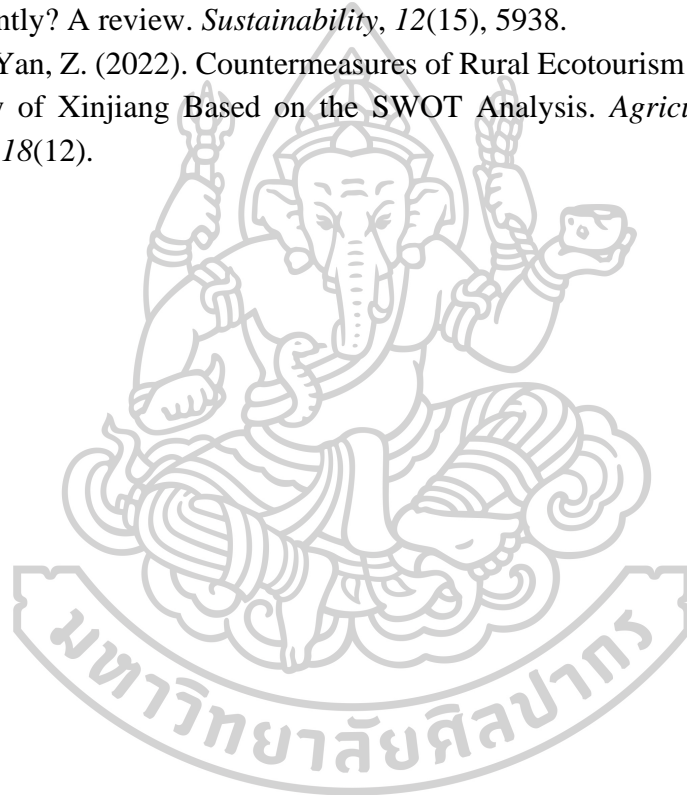 ntly? A review. Sustainability, 12(15), 5938.
Yan, Z. (2022). Countermeasures of Rural Ecotourism
of Xinjiang Based on the SWOT Analysis. Agricu
18(12).
มหาวิทยาลัยศิลปากร